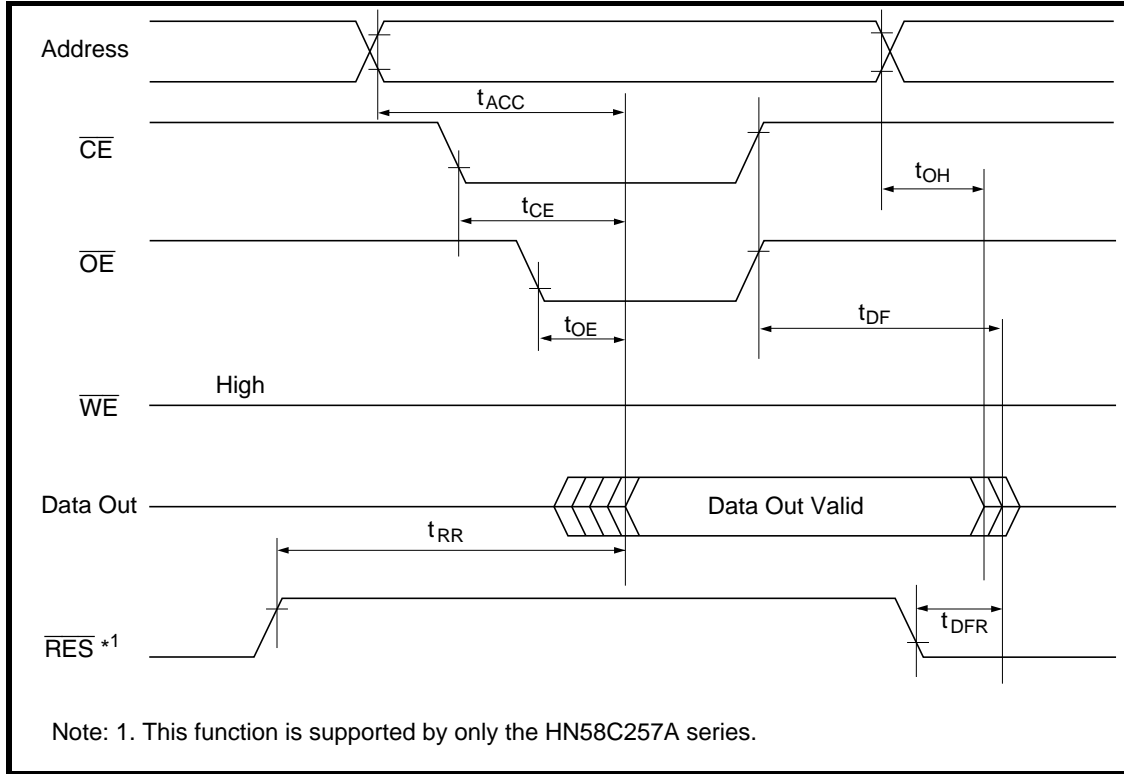 Address
tACC
CE
tOH
tCE
OE
tDF
tOE
High
WE
Data Out
Data Out Valid
tRR
tDFR
RES *1
Note: 1. This function is supported by only the HN58C257A series.